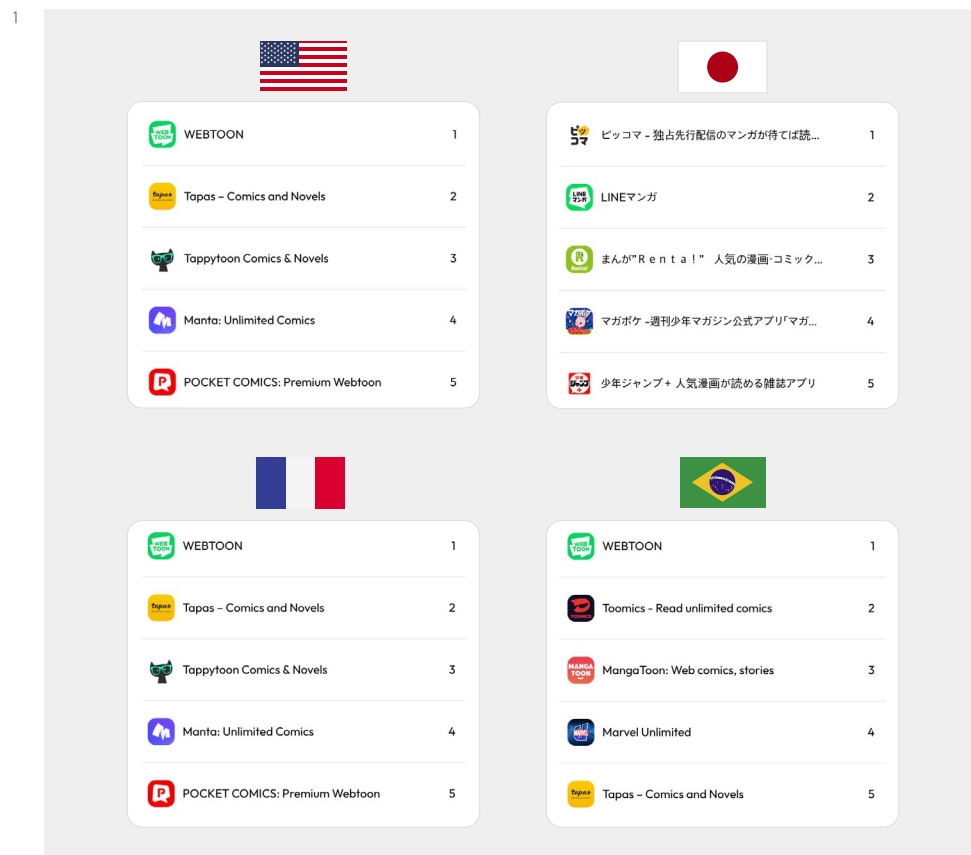 1
WEBTOON 1
Tapas – Comics and Novels 2
Tappytoon Comics & Novels 3
Manta: Unlimited Comics 4
POCKET COMICS: Premium Webtoon 5
ピッコマ - 独占先行配信のマンガが待てば読... 1
LINEマンガ 2
まんが"Ｒｅｎｔａ！" 人気の漫画·コミック... 3
マガポケ -週刊少年マガジン公式アプリ「マガ... 4
少年ジャンプ+ 人気漫画が読める雑誌アプリ 5
WEBTOON 1
Tapas – Comics and Novels 2
Tappytoon Comics & Novels 3
Manta: Unlimited Comics 4
POCKET COMICS: Premium Webtoon 5
WEBTOON 1
Toomics - Read unlimited comics 2
MangaToon: Web comics, stories 3
Marvel Unlimited 4
Tapas – Comics and Novels 5